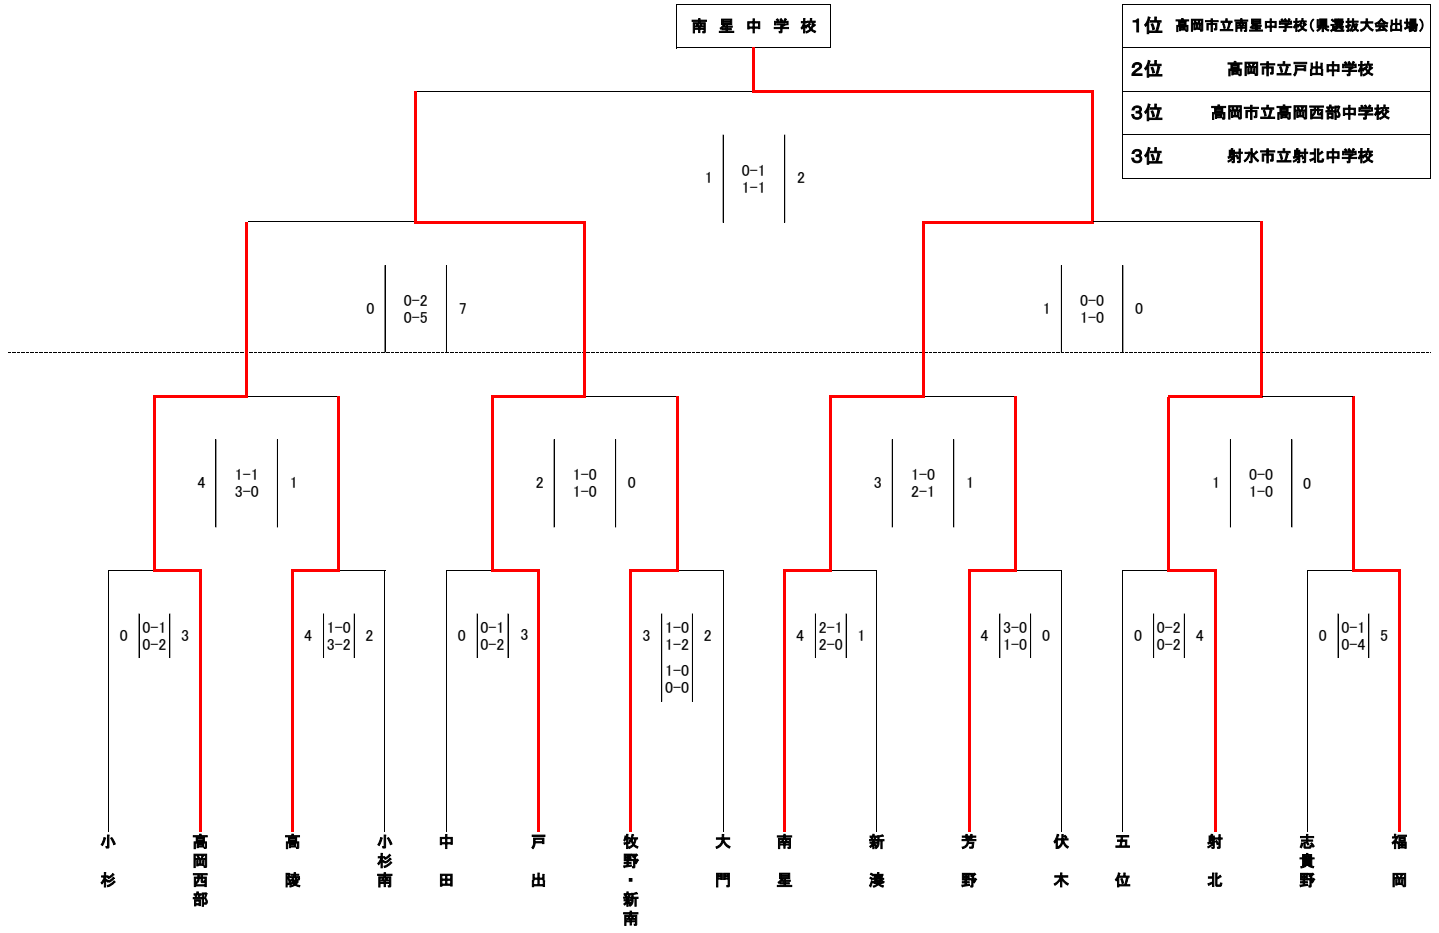 南星中学校
1位 高岡市立南星中学校(県選抜大会出場)
2位 高岡市立戸出中学校
3位 高岡市立高岡西部中学校
3位 射水市立射北中学校
1 0-1 2
1-1
0 0-2 7
0-5
1 0-0 0
1-0
4 1-1 1
3-0
2 1-0 0
1-0
3 1-0 1
2-1
1 0-0 0
1-0
0 0-1 3
0-2
4 1-0 2
3-2
0 0-1 3
0-2
3 1-0 2
1-2
1-0
0-0
4 2-1 1
2-0
4 3-0 0
1-0
0 0-2 4
0-2
0 0-1 5
0-4
小杉
高岡西部
高陵
小杉南
中田
戸出
牧野・新南
大門
南星
新湊
芳野
伏木
五位
射北
志貴野
福岡